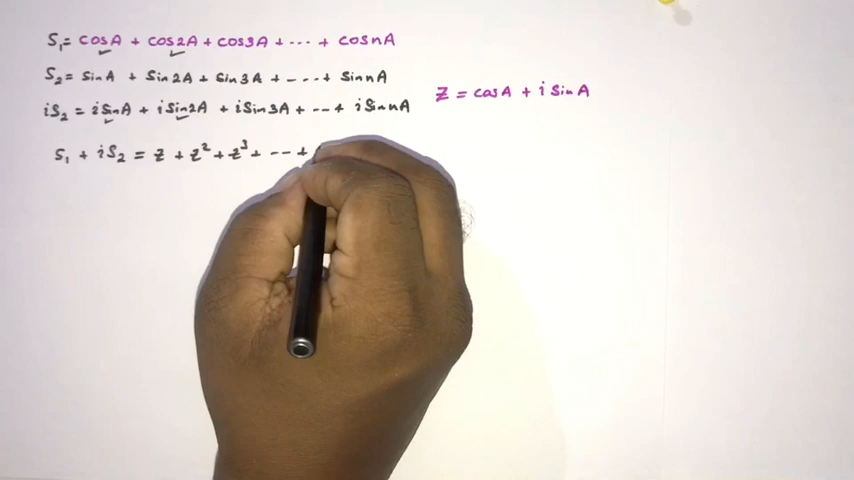 S₁ = cosA + cos2A + cos3A + --- + cosnA
S₂ = sinA + sin2A + sin3A + ---- + sinnA
iS₂ = isinA + isin2A + isin3A + --- + isinnA
z = cosA + isinA
S₁ + iS₂ = z + z² + z³ + --- +